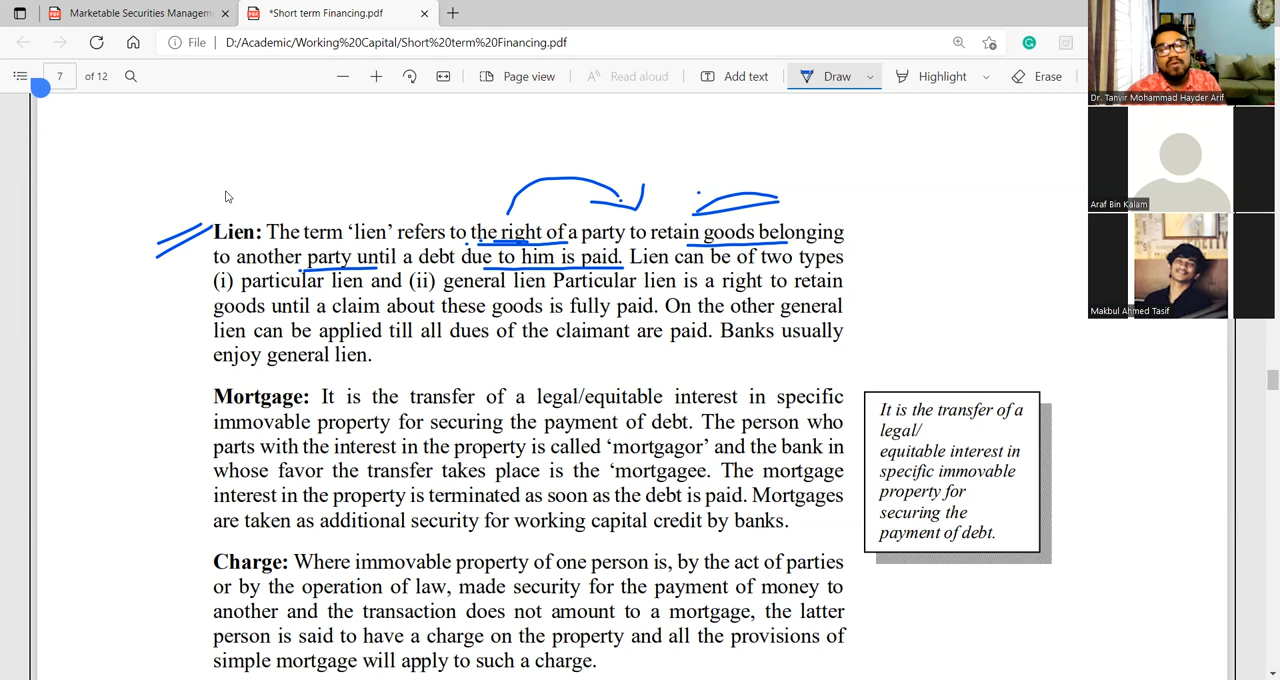 Marketable Securities Managem
*Short term Financing.pdf
File
D:/Academic/Working%20Capital/Short%20term%20Financing.pdf
7
of 12
Page view
Read aloud
Add text
Draw
Highlight
Erase
Dr. Tanvir Mohammad Hayder Arif
Araf Bin Kalam
Makbul Ahmed Tasif
Lien: The term ‘lien’ refers to the right of a party to retain goods belonging
to another party until a debt due to him is paid. Lien can be of two types
(i) particular lien and (ii) general lien Particular lien is a right to retain
goods until a claim about these goods is fully paid. On the other general
lien can be applied till all dues of the claimant are paid. Banks usually
enjoy general lien.
Mortgage: It is the transfer of a legal/equitable interest in specific
immovable property for securing the payment of debt. The person who
parts with the interest in the property is called ‘mortgagor’ and the bank in
whose favor the transfer takes place is the ‘mortgagee. The mortgage
interest in the property is terminated as soon as the debt is paid. Mortgages
are taken as additional security for working capital credit by banks.
It is the transfer of a
legal/
equitable interest in
specific immovable
property for
securing the
payment of debt.
Charge: Where immovable property of one person is, by the act of parties
or by the operation of law, made security for the payment of money to
another and the transaction does not amount to a mortgage, the latter
person is said to have a charge on the property and all the provisions of
simple mortgage will apply to such a charge.